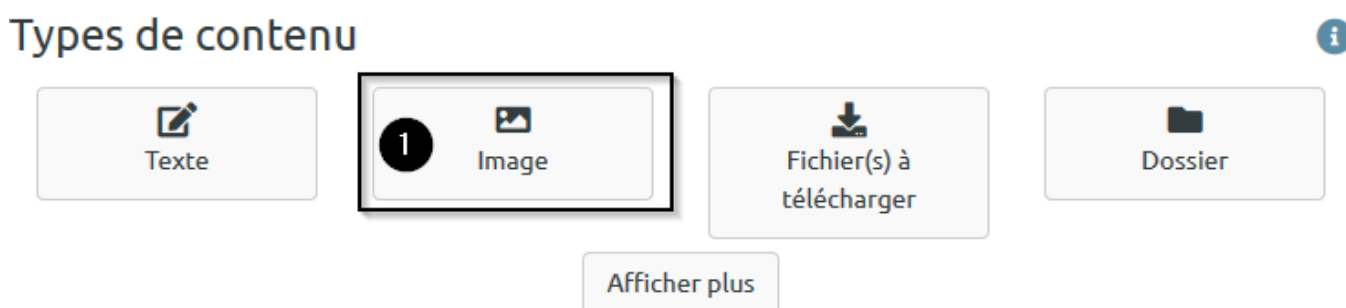 Types de contenu
Texte
1
Image
Fichier(s) à
télécharger
Dossier
Afficher plus